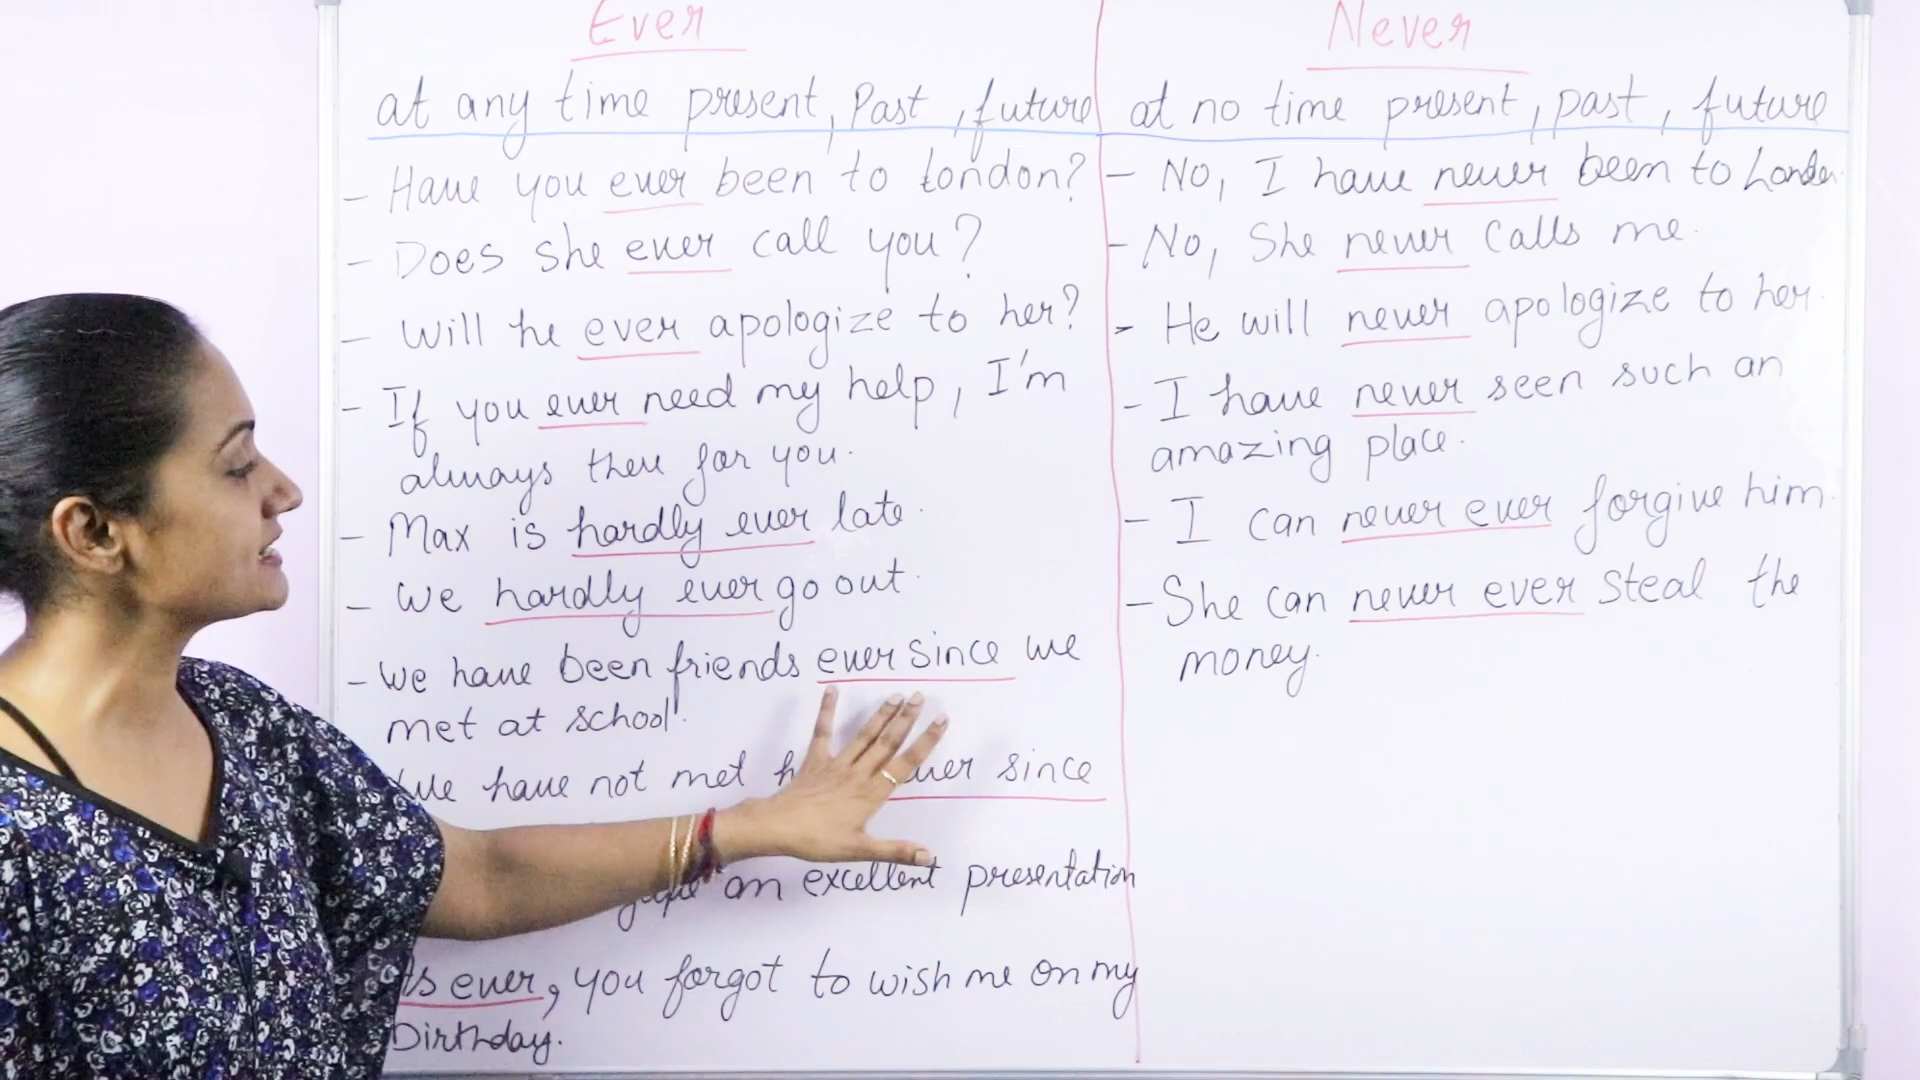 Ever
at any time present, Past, future
- Have you ever been to London?
- Does she ever call you?
- Will he ever apologize to her?
- If you ever need my help, I'm
always there for you.
- Max is hardly ever late.
- We hardly ever go out.
- We have been friends ever since we
met at school.
We have not met ever since
gave an excellent presentation
As ever, you forgot to wish me on my
Birthday.
Never
at no time present, past, future
- No, I have never been to London.
- No, She never calls me.
- He will never apologize to her.
- I have never seen such an
amazing place.
- I can never ever forgive him.
- She can never ever steal the
money.